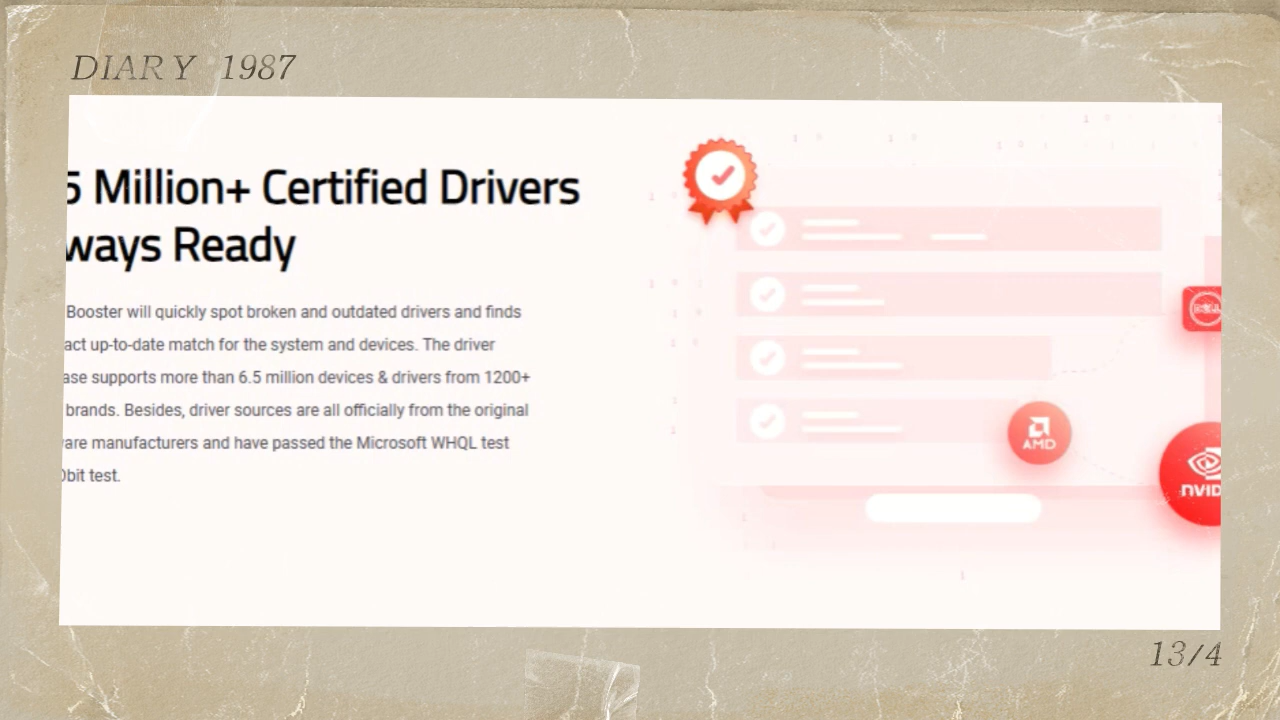 DIARY 1987
5 Million+ Certified Drivers
ways Ready
Booster will quickly spot broken and outdated drivers and finds
act up-to-date match for the system and devices. The driver
ase supports more than 6.5 million devices & drivers from 1200+
brands. Besides, driver sources are all officially from the original
are manufacturers and have passed the Microsoft WHQL test
Obit test.
DELL
AMD
NVID
13/4